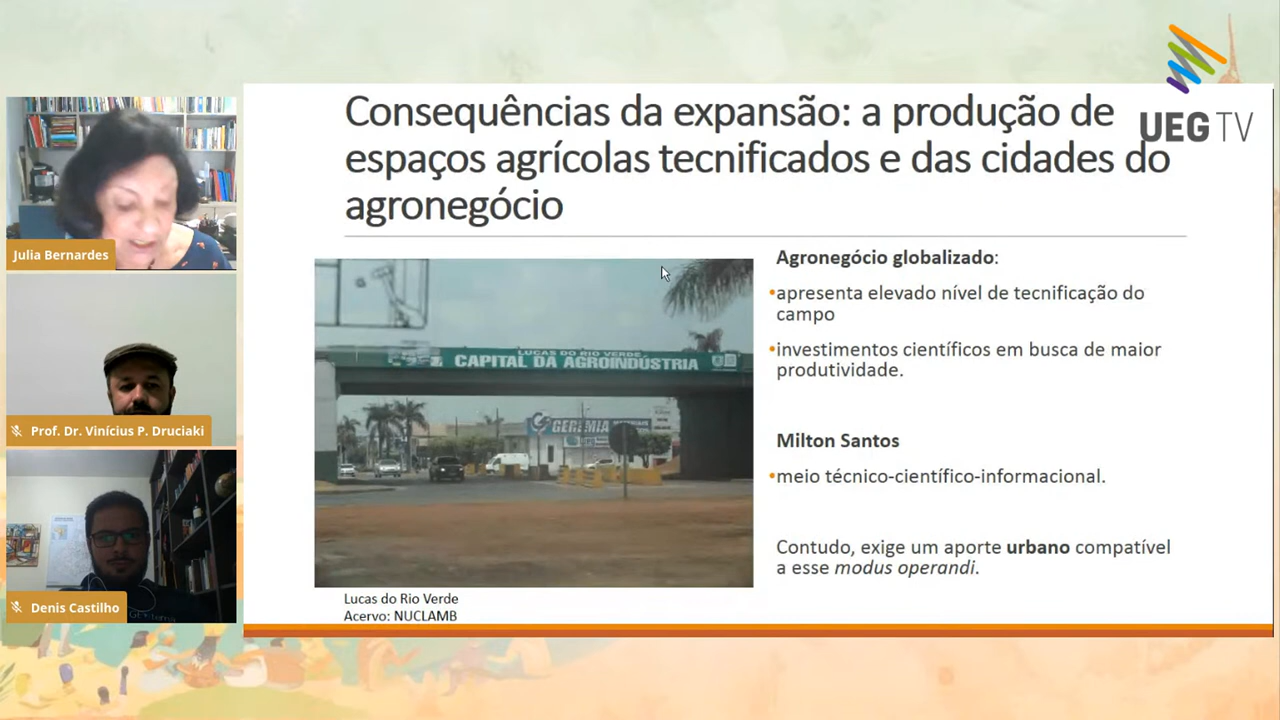 UEG TV
Consequências da expansão: a produção de
espaços agrícolas tecnificados e das cidades do
agronegócio
Julia Bernardes
Prof. Dr. Vinícius P. Druciaki
Denis Castilho
LUCAS DO RIO VERDE
CAPITAL DA AGROINDÚSTRIA
GEREMIA
Lucas do Rio Verde
Acervo: NUCLAMB
Agronegócio globalizado:
•apresenta elevado nível de tecnificação do
campo
•investimentos científicos em busca de maior
produtividade.
Milton Santos
•meio técnico-científico-informacional.
Contudo, exige um aporte urbano compatível
a esse modus operandi.